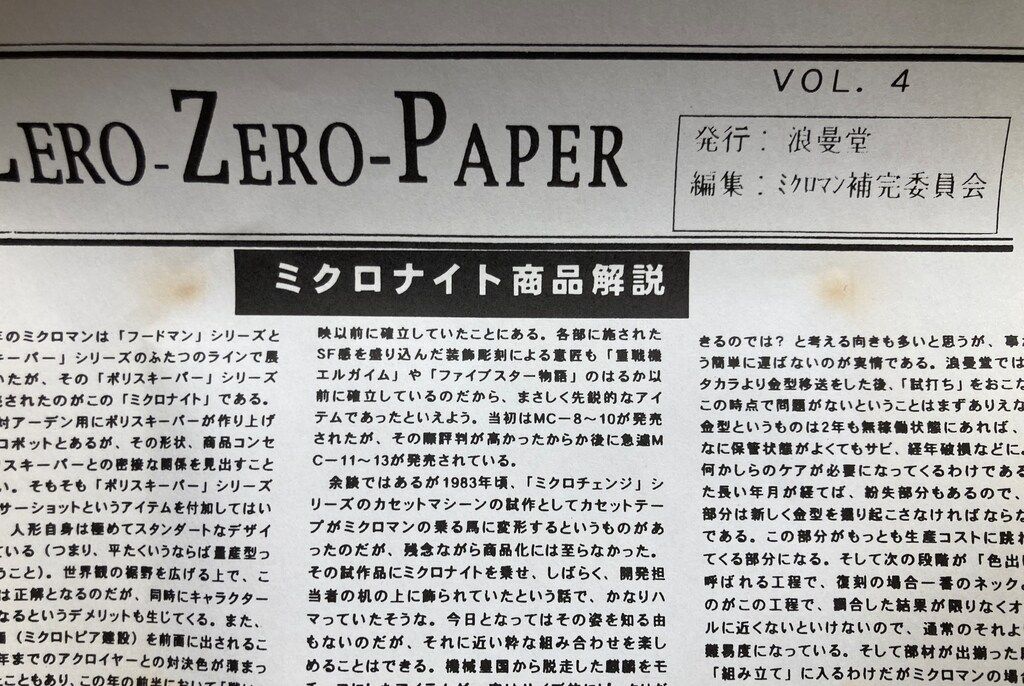 ZERO-ZERO-PAPER
VOL. 4
発行：浪曼堂
編集：ミクロマン補完委員会
ミクロナイト商品解説
年のミクロマンは「フードマン」シリーズと
キーパー」シリーズのふたつのラインで展
いたが、その「ポリスキーパー」シリーズ
売されたのがこの「ミクロナイト」である。
対アーデン用にポリスキーパーが作り上げ
ロボットとあるが、その形状、商品コンセ
リスキーパーとの密接な関係を見出すこと
い。そもそも「ポリスキーパー」シリーズ
サーショットというアイテムを付加してはい
、人形自身は極めてスタンダートなデザイ
ている（つまり、平たくいうならば量産型っ
うこと）。世界観の裾野を広げる上で、こ
は正解となるのだが、同時にキャラクター
なるというデメリットも生じてくる。また、
面（ミクロトピア建設）を前面に出されるこ
年までのアクロイヤーとの対決色が薄まっ
こともあり、この年の前半において「難い
映以前に確立していたことにある。各部に施された
SF感を盛り込んだ装飾彫刻による意匠も「重戦機
エルガイム」や「ファイブスター物語」のはるか以
前に確立しているのだから、まさしく先鋭的なアイ
テムであったといえよう。当初はMC－8～10が発売
されたが、その際評判が高かったからか後に急遽M
C－11～13が発売されている。
余談ではあるが1983年頃、「ミクロチェンジ」シ
リーズのカセットマシーンの試作としてカセットテー
プがミクロマンの乗る馬に変形するというものがあ
ったのだが、残念ながら商品化には至らなかった。
その試作品にミクロナイトを乗せ、しばらく、開発担
当者の机の上に飾られていたという話で、かなりハ
マっていたそうな。今日となってはその姿を知る由
もないのだが、それに近い粋な組み合わせを楽し
めることはできる。機械皇国から脱走した麒麟をモ
きるのでは？と考える向きも多いと思うが、事
う簡単に運ばないのが実情である。浪曼堂では
タカラより金型移送をした後、「試打ち」をおこな
この時点で問題がないということはまずありえな
金型というものは2年も無稼働状態にあれば、
なに保管状態がよくてもサビ、経年破損などに
何かしらのケアが必要になってくるわけである
た長い年月が経てば、紛失部分もあるので、
部分は新しく金型を掘り起こさなければならな
である。この部分がもっとも生産コストに跳ね
てくる部分になる。そして次の段階が「色出し
呼ばれる工程で、復刻の場合一番のネック
のがこの工程で、調合した結果が限りなくオ
ルに近くないといけないので、通常のそれよ
難易度になっている。そして部材が出揃った
「組み立て」に入るわけだがミクロマンの場